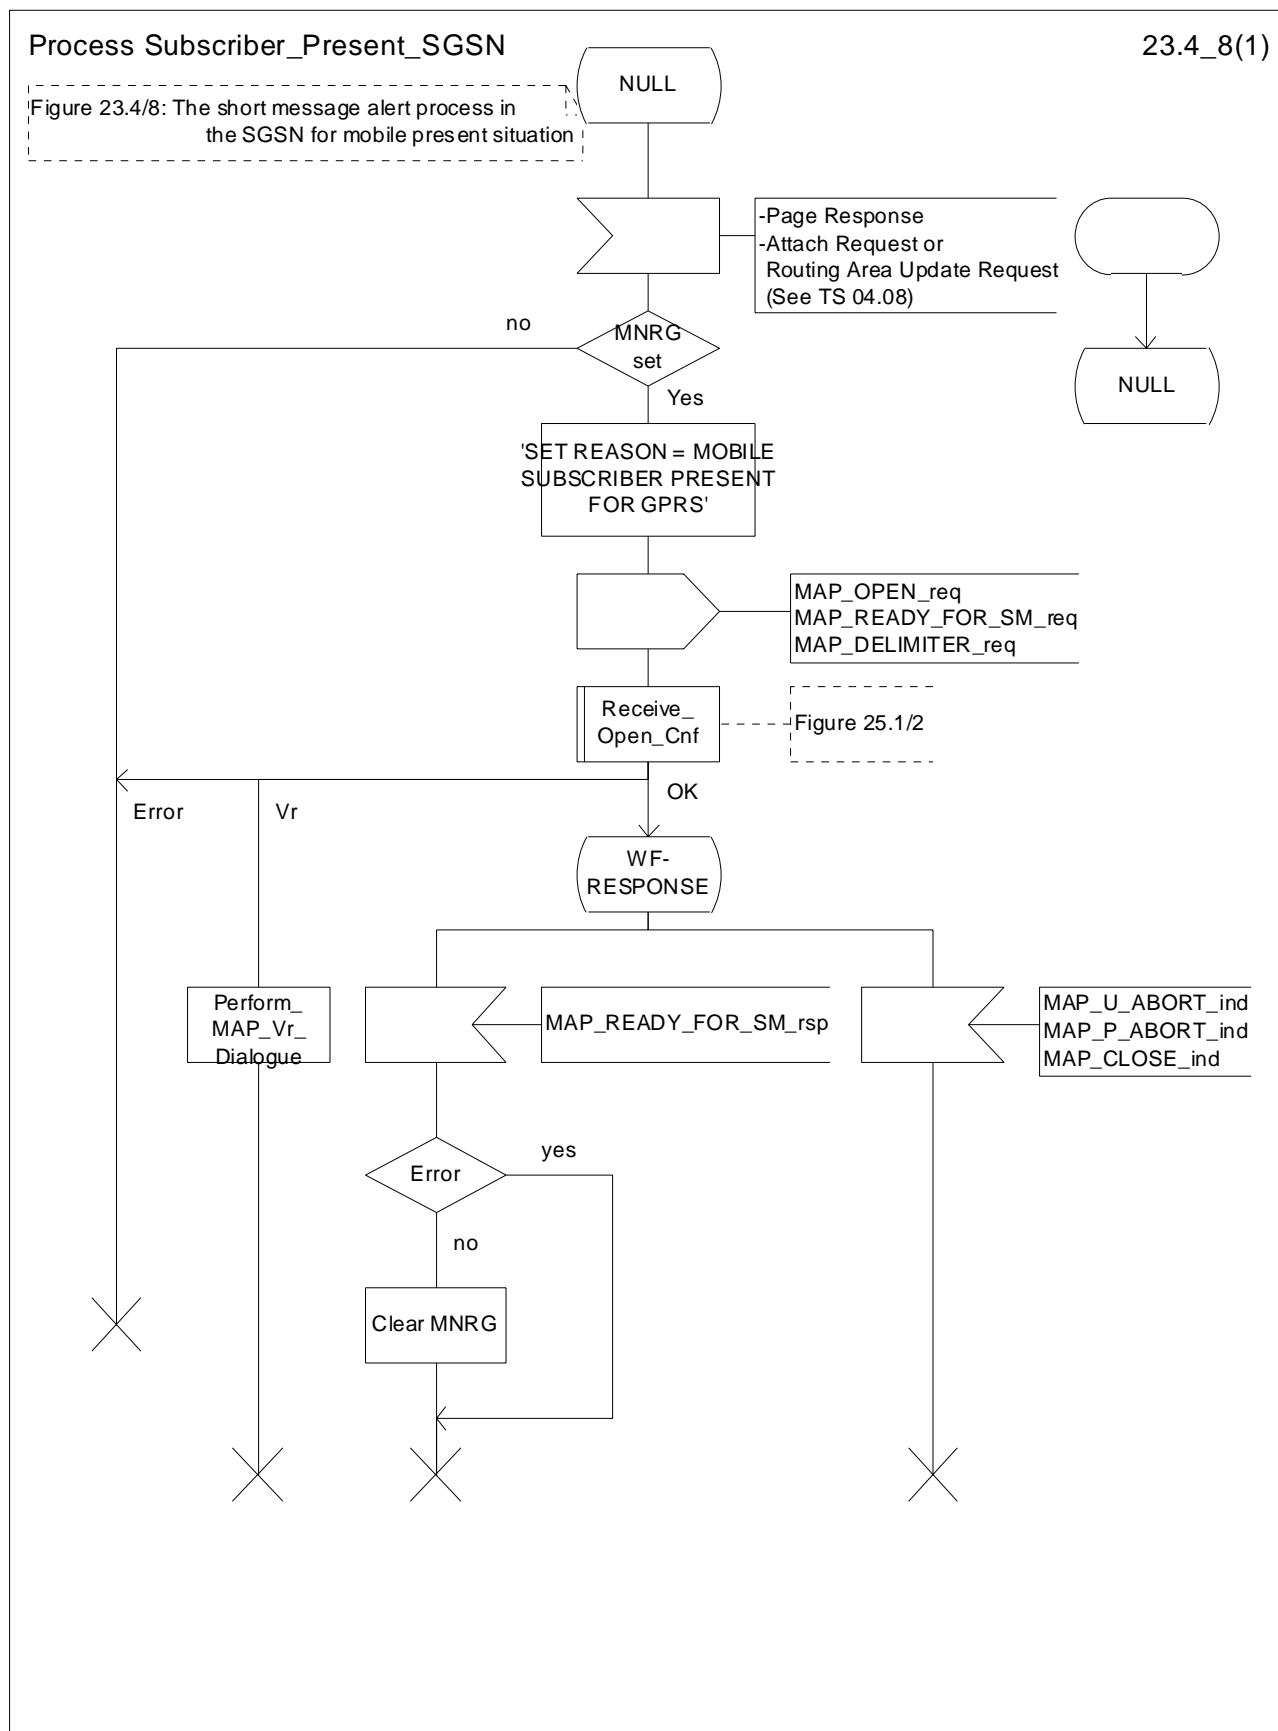 Process Subscriber_Present_SGSN
23.4_8(1)
NULL
Figure 23.4/8: The short message alert process in
the SGSN for mobile present situation
-Page Response
-Attach Request or
Routing Area Update Request
(See TS 04.08)
no
MNRG
set
Yes
NULL
'SET REASON = MOBILE
SUBSCRIBER PRESENT
FOR GPRS'
MAP_OPEN_req
MAP_READY_FOR_SM_req
MAP_DELIMITER_req
Receive_
Open_Cnf
Figure 25.1/2
Error
Vr
OK
WF-
RESPONSE
Perform_
MAP_Vr_
Dialogue
MAP_READY_FOR_SM_rsp
MAP_U_ABORT_ind
MAP_P_ABORT_ind
MAP_CLOSE_ind
Error
yes
no
Clear MNRG